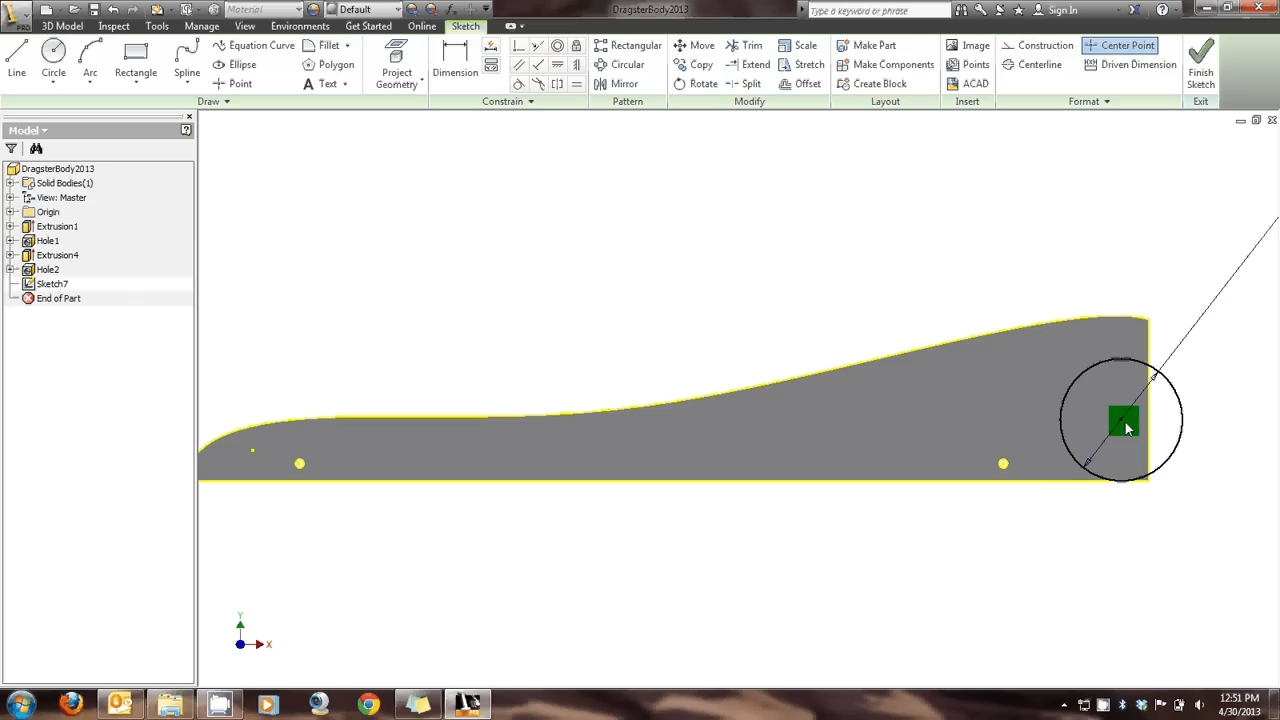 Material
Default
DragsterBody2013
Type a keyword or phrase
Sign In
3D Model
Inspect
Tools
Manage
View
Environments
Get Started
Online
Sketch
Line
Circle
Arc
Rectangle
Spline
Equation Curve
Ellipse
Point
Fillet
Polygon
Text
Project
Geometry
Dimension
Rectangular
Circular
Mirror
Move
Copy
Rotate
Trim
Extend
Split
Scale
Stretch
Offset
Make Part
Make Components
Create Block
Image
Points
ACAD
Construction
Centerline
Center Point
Driven Dimension
Finish
Sketch
Draw
Constrain
Pattern
Modify
Layout
Insert
Format
Exit
Model
DragsterBody2013
Solid Bodies(1)
View: Master
Origin
Extrusion1
Hole1
Extrusion4
Hole2
Sketch7
End of Part
Y
X
12:51 PM
4/30/2013